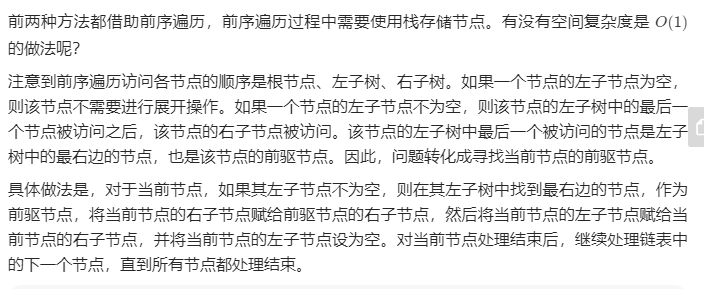 前两种方法都借助前序遍历，前序遍历过程中需要使用栈存储节点。有没有空间复杂度是 O(1)
的做法呢？
注意到前序遍历访问各节点的顺序是根节点、左子树、右子树。如果一个节点的左子节点为空，
则该节点不需要进行展开操作。如果一个节点的左子节点不为空，则该节点的左子树中的最后一
个节点被访问之后，该节点的右子节点被访问。该节点的左子树中最后一个被访问的节点是左子
树中的最右边的节点，也是该节点的前驱节点。因此，问题转化成寻找当前节点的前驱节点。
具体做法是，对于当前节点，如果其左子节点不为空，则在其左子树中找到最右边的节点，作为
前驱节点，将当前节点的右子节点赋给前驱节点的右子节点，然后将当前节点的左子节点赋给当
前节点的右子节点，并将当前节点的左子节点设为空。对当前节点处理结束后，继续处理链表中
的下一个节点，直到所有节点都处理结束。